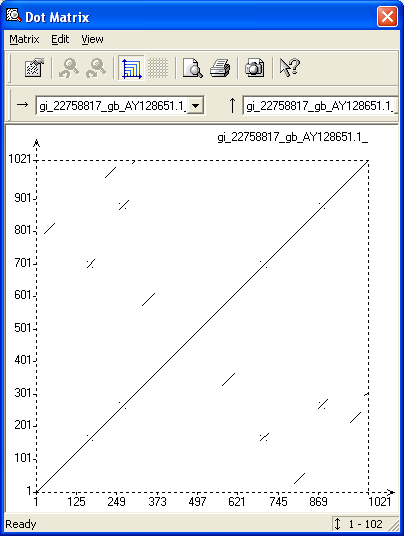 Dot Matrix
Matrix Edit View
gi_22758817_gb_AY128651.1_ gi_22758817_gb_AY128651.1_
gi_22758817_gb_AY128651.1_
1021
901
801
701
601
501
401
301
201
101
1
1 125 249 373 497 621 745 869 1021
Ready 1 - 102